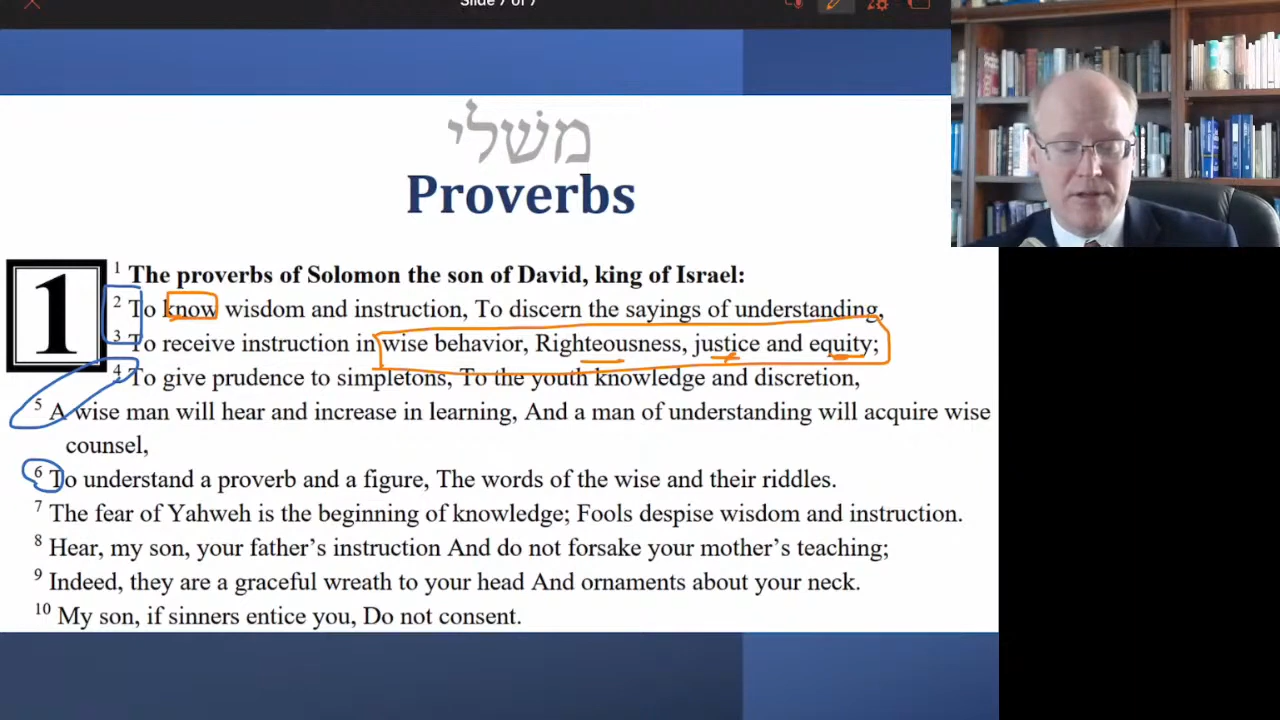 Slide 7 of 7
משלי
Proverbs
1
1 The proverbs of Solomon the son of David, king of Israel:
2 To know wisdom and instruction, To discern the sayings of understanding,
3 To receive instruction in wise behavior, Righteousness, justice and equity;
4 To give prudence to simpletons, To the youth knowledge and discretion,
5 A wise man will hear and increase in learning, And a man of understanding will acquire wise
counsel,
6 To understand a proverb and a figure, The words of the wise and their riddles.
7 The fear of Yahweh is the beginning of knowledge; Fools despise wisdom and instruction.
8 Hear, my son, your father’s instruction And do not forsake your mother’s teaching;
9 Indeed, they are a graceful wreath to your head And ornaments about your neck.
10 My son, if sinners entice you, Do not consent.